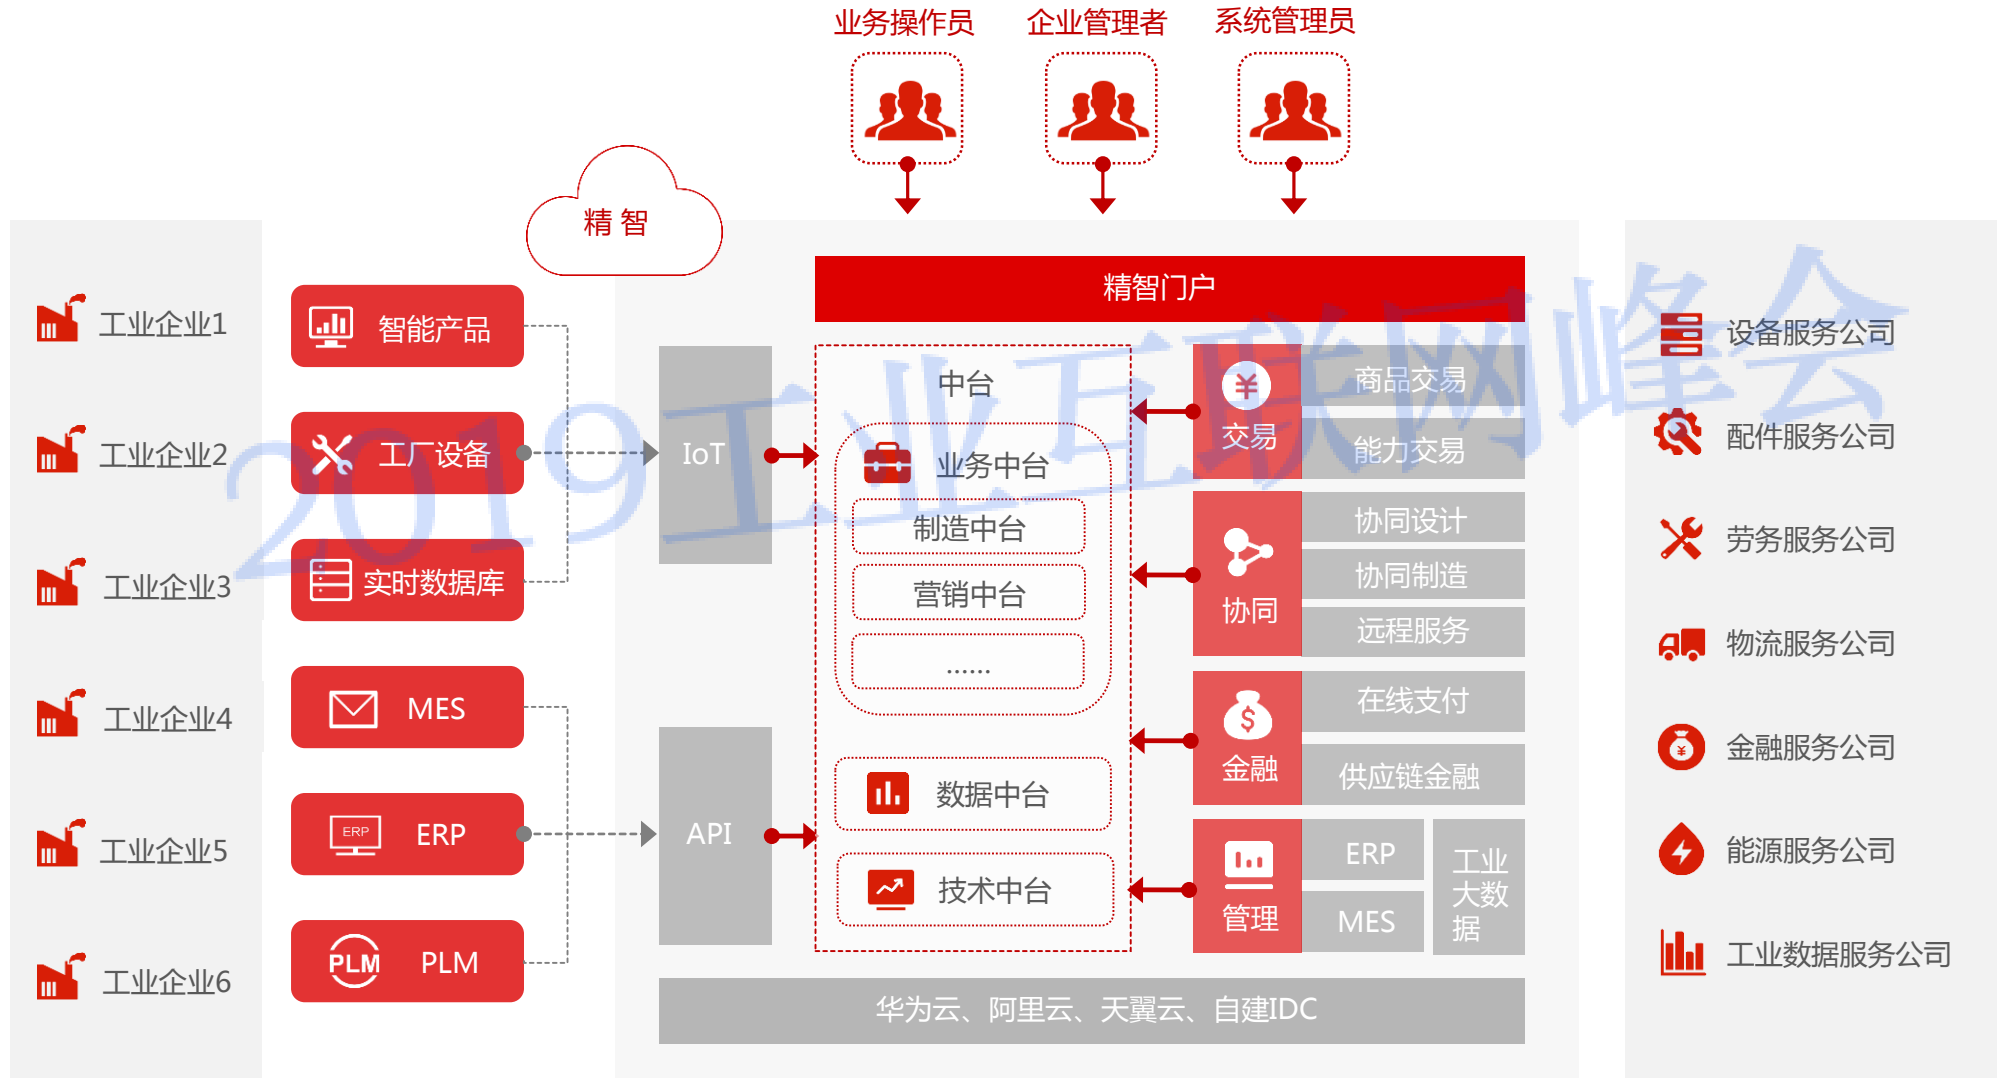 业务操作员
企业管理者
系统管理员
精 智
工业企业1
工业企业2
工业企业3
工业企业4
工业企业5
工业企业6
智能产品
工厂设备
实时数据库
MES
ERP
ERP
PLM
PLM
IoT
API
精智门户
中台
业务中台
制造中台
营销中台
......
数据中台
技术中台
交易
商品交易
能力交易
协同
协同设计
协同制造
远程服务
金融
在线支付
供应链金融
管理
ERP
MES
工业
大数
据
华为云、阿里云、天翼云、自建IDC
设备服务公司
配件服务公司
劳务服务公司
物流服务公司
金融服务公司
能源服务公司
工业数据服务公司
2019工业互联网峰会